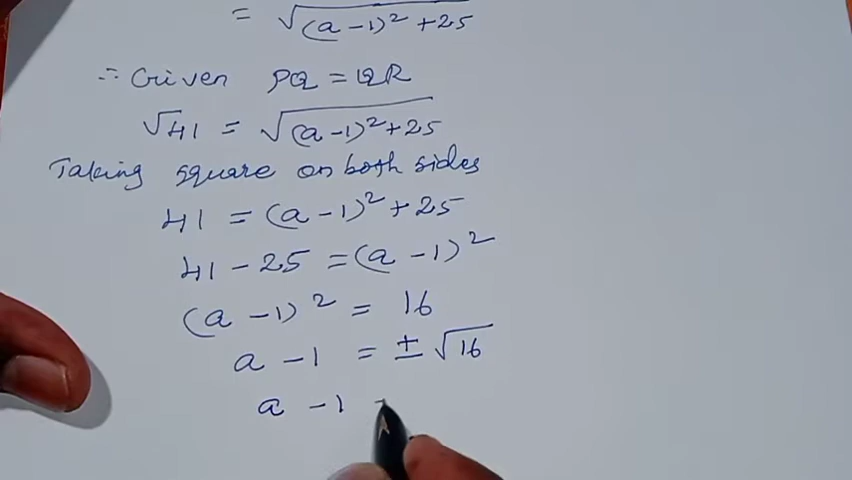 = √(a-1)² + 25
∴ Given PQ = QR
√41 = √(a-1)² + 25
Taking square on both sides
41 = (a-1)² + 25
41 - 25 = (a-1)²
(a-1)² = 16
a - 1 = ± √16
a - 1 -